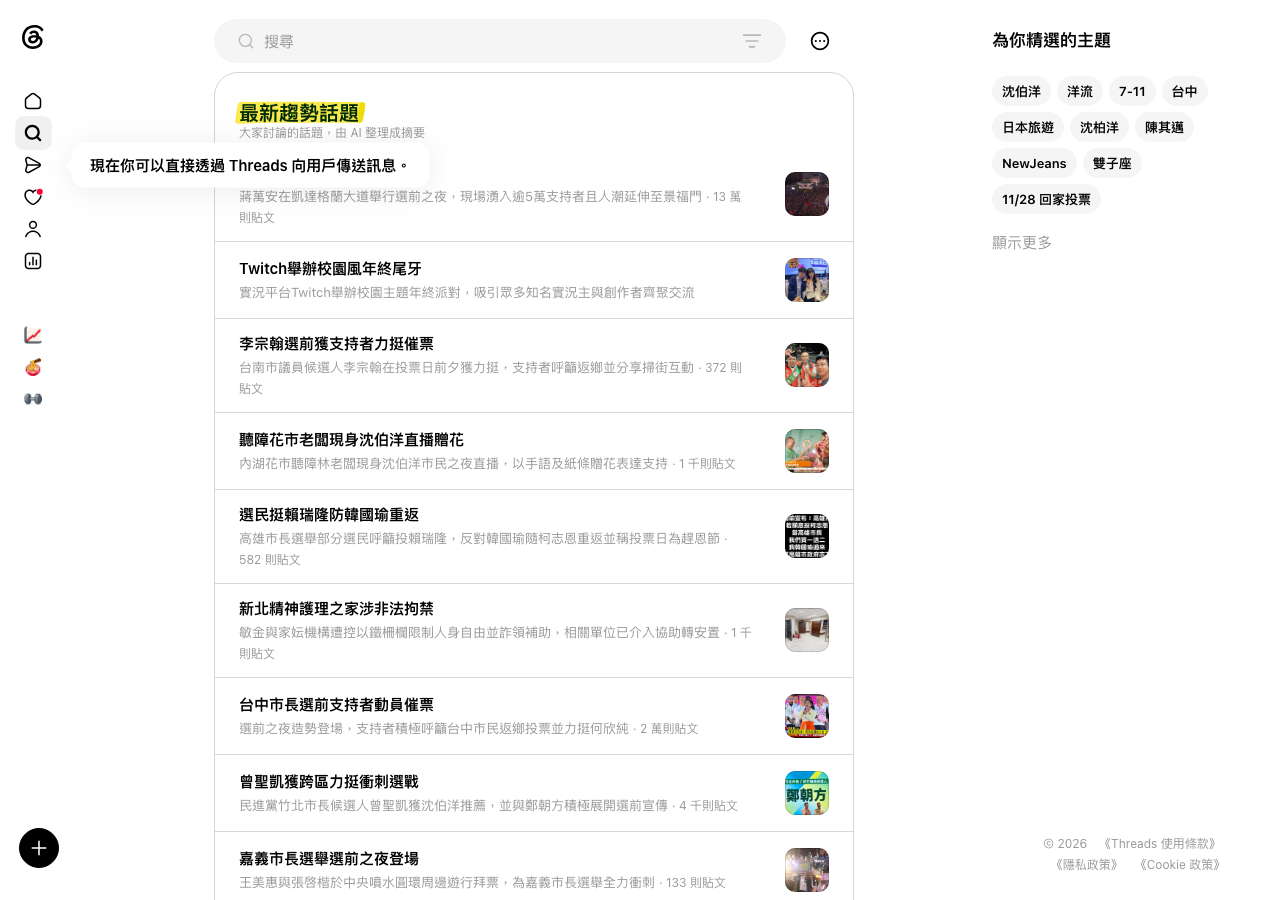 搜尋
最新趨勢話題
大家討論的話題，由 AI 整理成摘要
現在你可以直接透過 Threads 向用戶傳送訊息。
蔣萬安在凱達格蘭大道舉行選前之夜，現場湧入逾5萬支持者且人潮延伸至景福門 · 13 萬
則貼文
Twitch舉辦校園風年終尾牙
實況平台Twitch舉辦校園主題年終派對，吸引眾多知名實況主與創作者齊聚交流
李宗翰選前獲支持者力挺催票
台南市議員候選人李宗翰在投票日前夕獲力挺，支持者呼籲返鄉並分享掃街互動 · 372 則
貼文
聽障花市老闆現身沈伯洋直播贈花
內湖花市聽障林老闆現身沈伯洋市民之夜直播，以手語及紙條贈花表達支持 · 1 千則貼文
選民挺賴瑞隆防韓國瑜重返
高雄市長選舉部分選民呼籲投賴瑞隆，反對韓國瑜隨柯志恩重返並稱投票日為趕恩節 ·
582 則貼文
新北精神護理之家涉非法拘禁
敏金與家妘機構遭控以鐵柵欄限制人身自由並詐領補助，相關單位已介入協助轉安置 · 1 千
則貼文
台中市長選前支持者動員催票
選前之夜造勢登場，支持者積極呼籲台中市民返鄉投票並力挺何欣純 · 2 萬則貼文
曾聖凱獲跨區力挺衝刺選戰
民進黨竹北市長候選人曾聖凱獲沈伯洋推薦，並與鄭朝方積極展開選前宣傳 · 4 千則貼文
鄭朝方
嘉義市長選舉選前之夜登場
王美惠與張啓楷於中央噴水圓環周邊遊行拜票，為嘉義市長選舉全力衝刺 · 133 則貼文
為你精選的主題
沈伯洋 洋流 7-11 台中
日本旅遊 沈柏洋 陳其邁
NewJeans 雙子座
11/28 回家投票
顯示更多
© 2026 《Threads 使用條款》
《隱私政策》 《Cookie 政策》